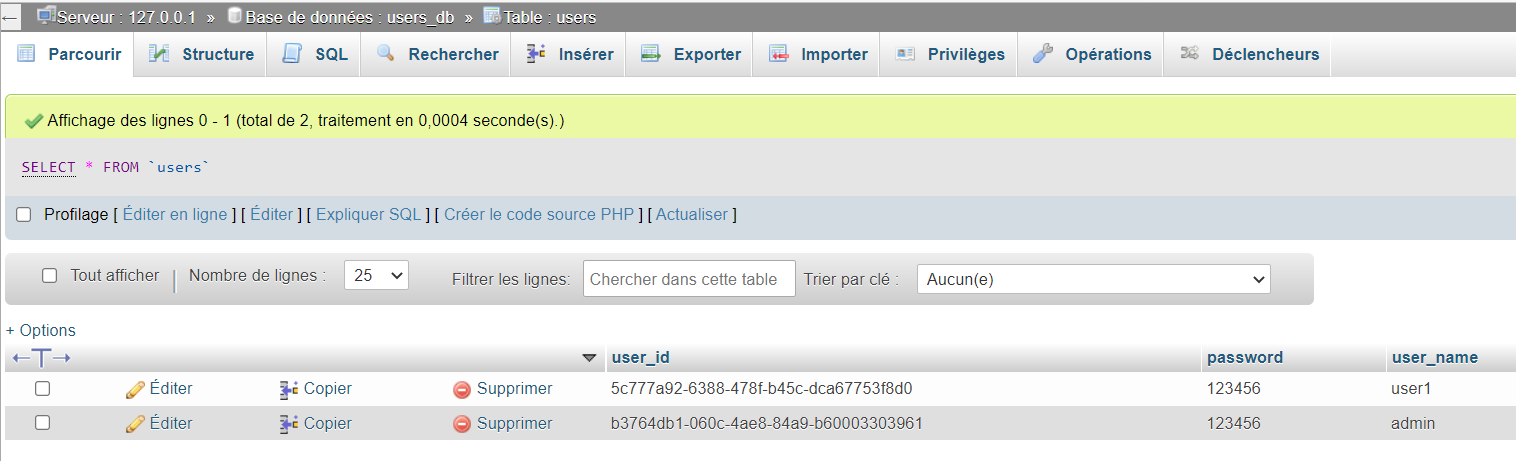 Serveur : 127.0.0.1 » Base de données : users_db » Table : users
Parcourir Structure SQL Rechercher Insérer Exporter Importer Privilèges Opérations Déclencheurs
Affichage des lignes 0 - 1 (total de 2, traitement en 0,0004 seconde(s).)
SELECT * FROM `users`
Profilage [ Éditer en ligne ] [ Éditer ] [ Expliquer SQL ] [ Créer le code source PHP ] [ Actualiser ]
Tout afficher | Nombre de lignes : 25 Filtrer les lignes: Chercher dans cette table Trier par clé : Aucun(e)
+ Options
user_id password user_name
Éditer Copier Supprimer 5c777a92-6388-478f-b45c-dca67753f8d0 123456 user1
Éditer Copier Supprimer b3764db1-060c-4ae8-84a9-b60003303961 123456 admin